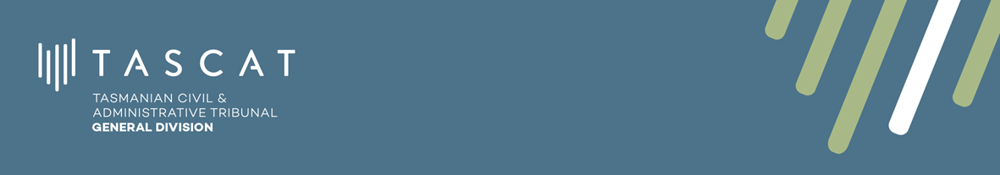 TASCAT
TASMANIAN CIVIL &
ADMINISTRATIVE TRIBUNAL
GENERAL DIVISION